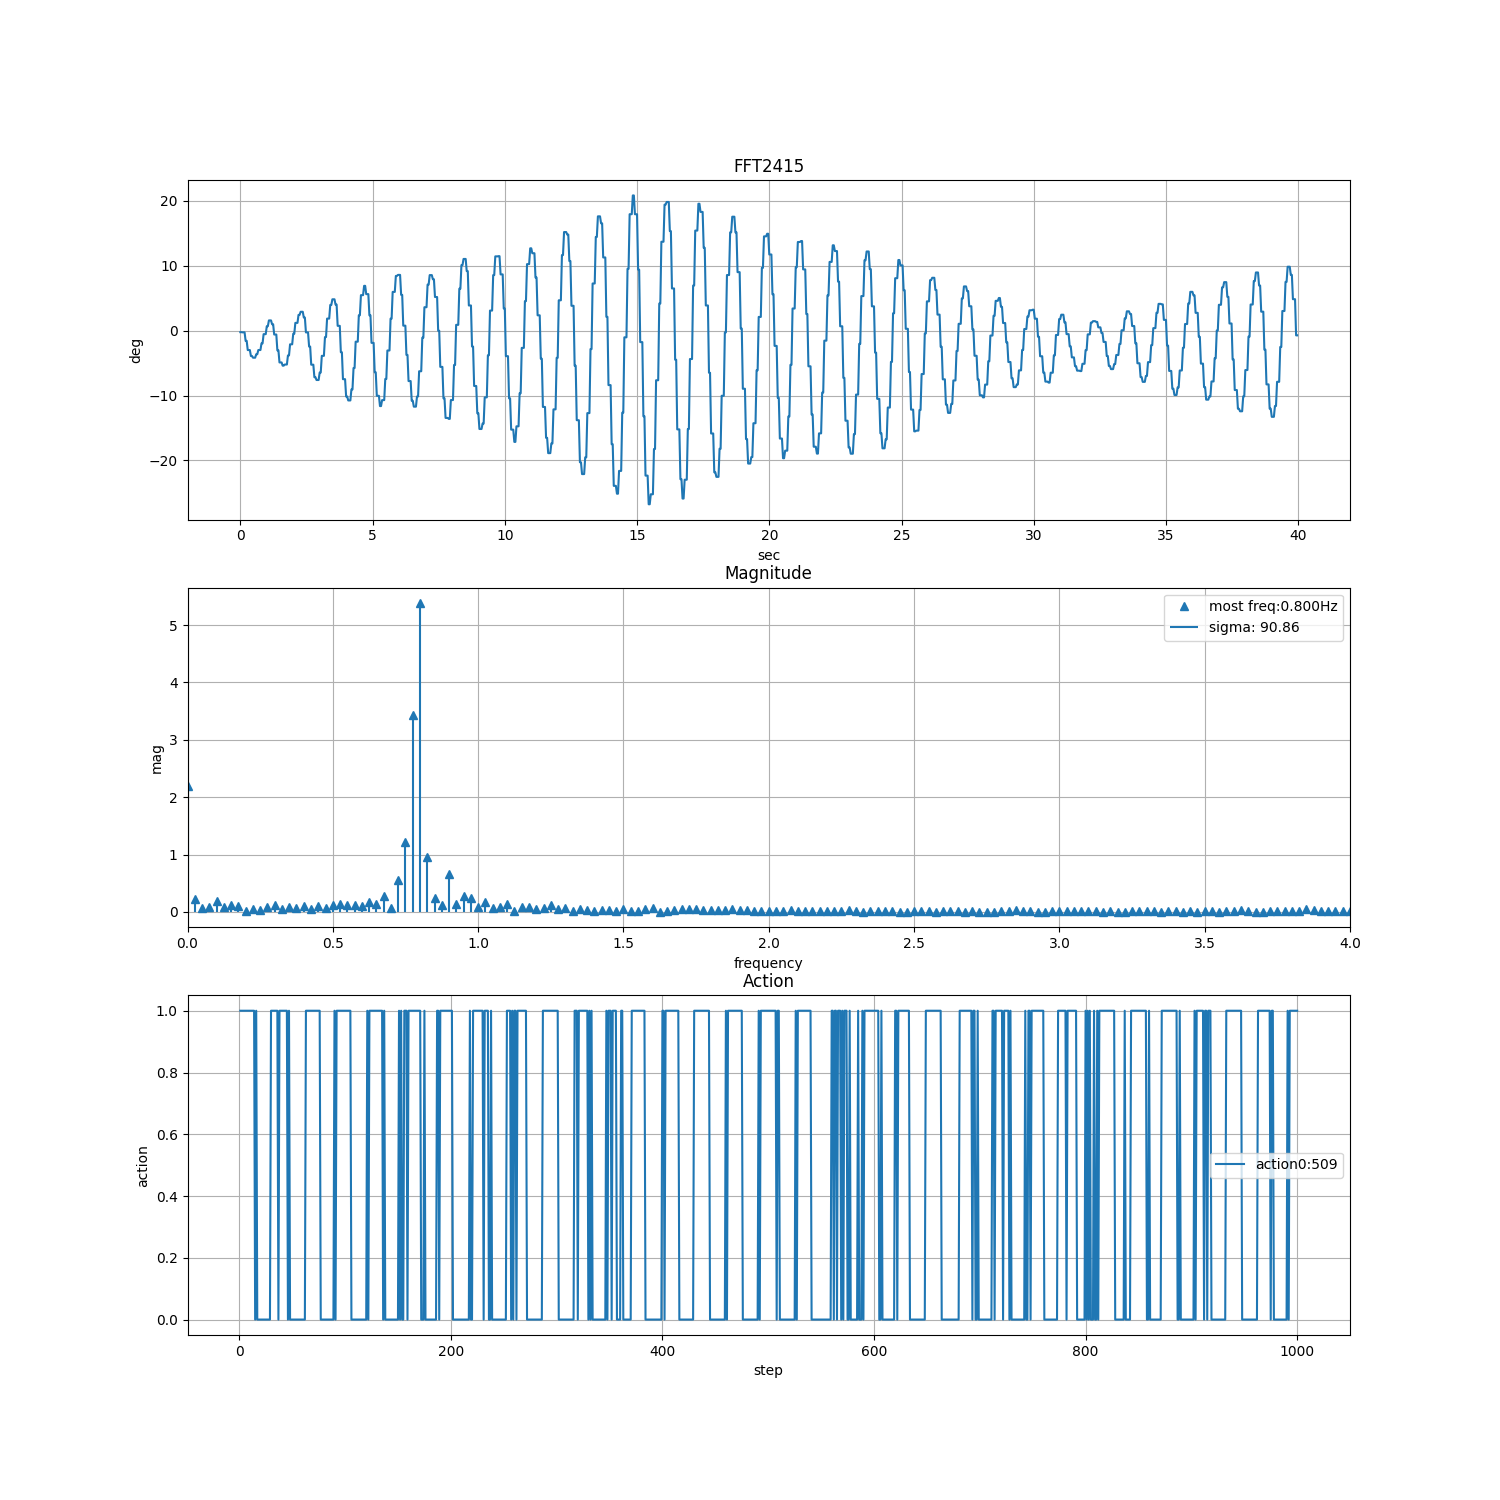 FFT2415
20
10
0
−10
−20
deg
0 5 10 15 20 25 30 35 40
sec
Magnitude
most freq:0.800Hz
sigma: 90.86
5
4
3
2
1
0
mag
0.0 0.5 1.0 1.5 2.0 2.5 3.0 3.5 4.0
frequency
Action
1.0
0.8
0.6
0.4
0.2
0.0
action
action0:509
0 200 400 600 800 1000
step